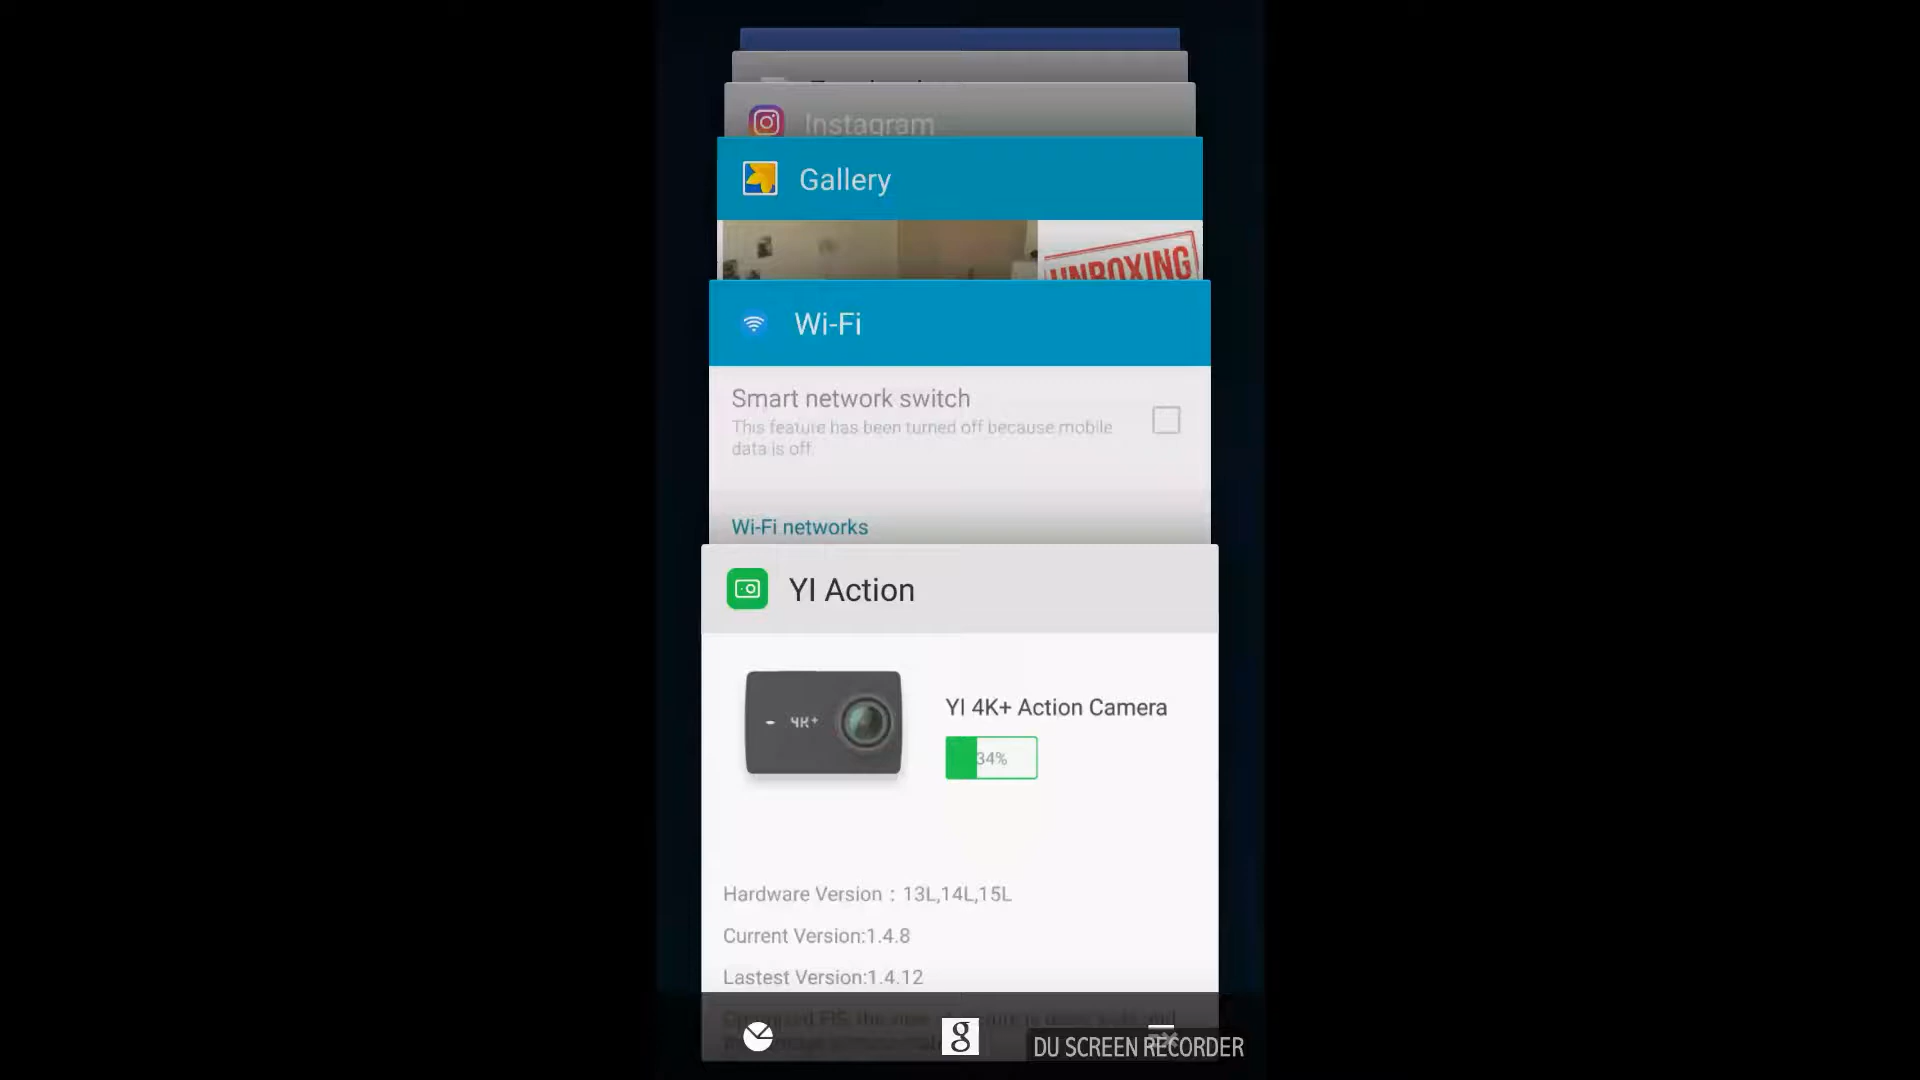 Instagram
Gallery
UNBOXING
Wi-Fi
Smart network switch
This feature has been turned off because mobile
data is off.
Wi-Fi networks
YI Action
4K+
YI 4K+ Action Camera
34%
Hardware Version : 13L,14L,15L
Current Version:1.4.8
Lastest Version:1.4.12
g
DU SCREEN RECORDER